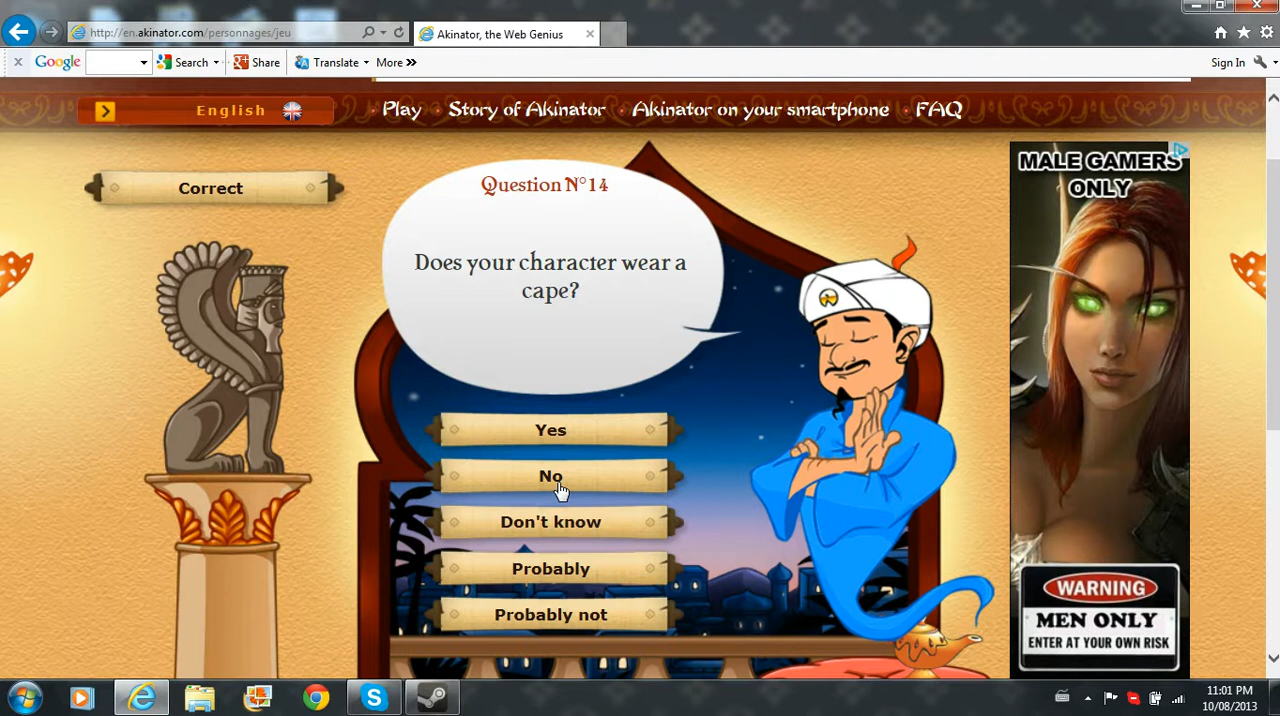 http://en.akinator.com/personnages/jeu
Akinator, the Web Genius
Google
Search
Share
Translate
More »
Sign In
English
Play
Story of Akinator
Akinator on your smartphone
FAQ
Correct
Question N°14
Does your character wear a
cape?
Yes
No
Don't know
Probably
Probably not
MALE GAMERS
ONLY
WARNING
MEN ONLY
ENTER AT YOUR OWN RISK
11:01 PM
10/08/2013